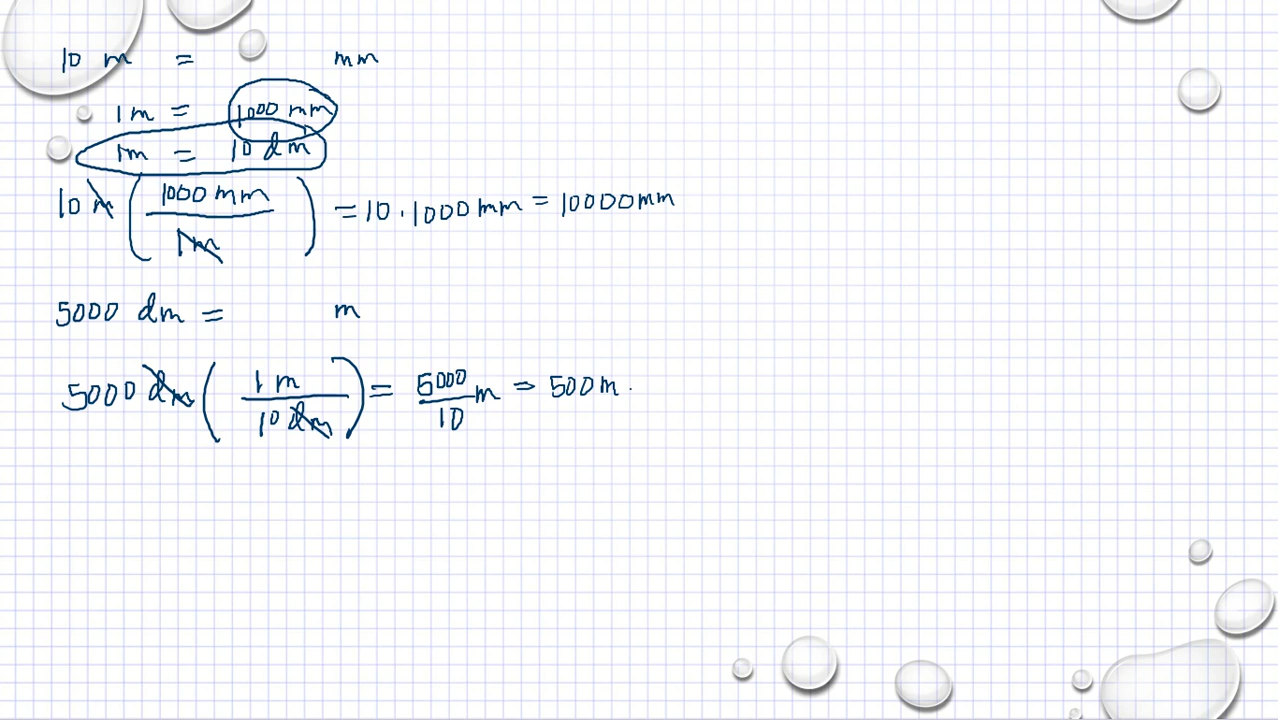 10 m = mm
1m = 1000 mm
1m = 10 dm
10 m ( 1000 mm / 1m ) = 10 . 1000 mm = 10000 mm
5000 dm = m
5000 dm ( 1 m / 10 dm ) = 5000/10 m = 500 m .